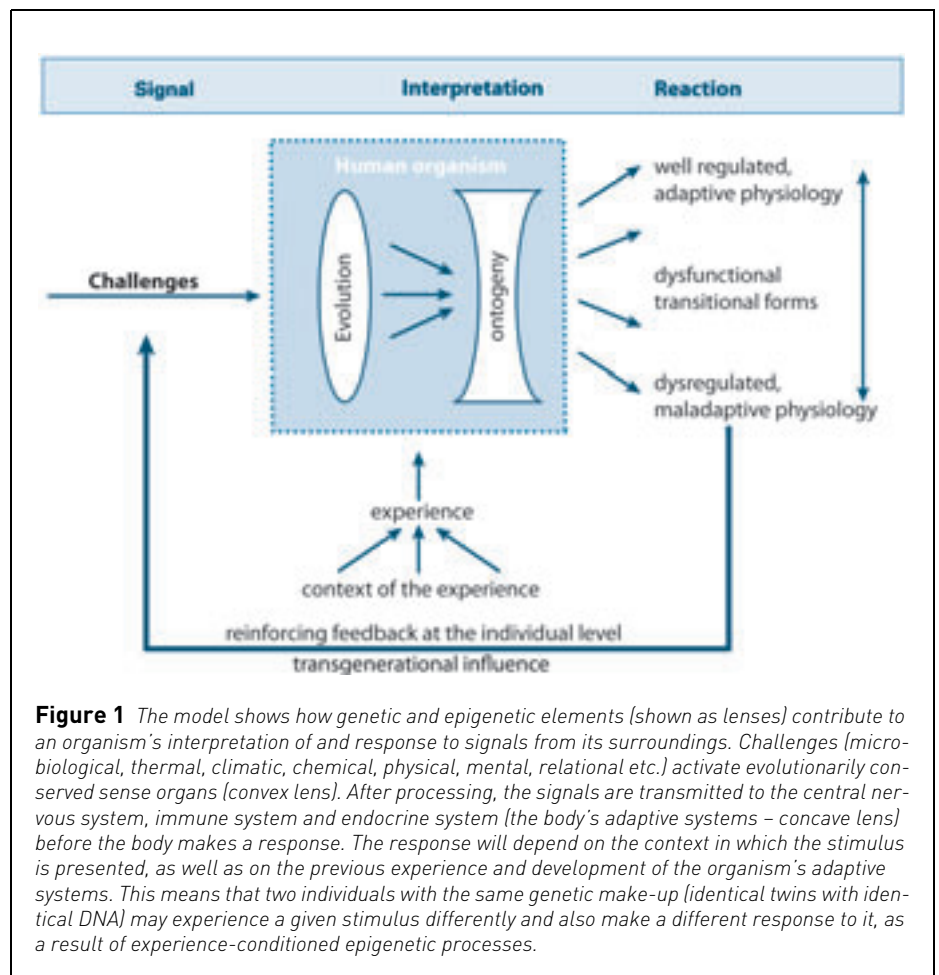 Signal Interpretation Reaction
Human organism
well regulated,
adaptive physiology
Challenges
Evolution
ontogeny
dysfunctional
transitional forms
dysregulated,
maladaptive physiology
experience
context of the experience
reinforcing feedback at the individual level
transgenerational influence
Figure 1 The model shows how genetic and epigenetic elements (shown as lenses) contribute to
an organism's interpretation of and response to signals from its surroundings. Challenges (micro-
biological, thermal, climatic, chemical, physical, mental, relational etc.) activate evolutionarily con-
served sense organs (convex lens). After processing, the signals are transmitted to the central ner-
vous system, immune system and endocrine system (the body's adaptive systems – concave lens)
before the body makes a response. The response will depend on the context in which the stimulus
is presented, as well as on the previous experience and development of the organism's adaptive
systems. This means that two individuals with the same genetic make-up (identical twins with iden-
tical DNA) may experience a given stimulus differently and also make a different response to it, as
a result of experience-conditioned epigenetic processes.